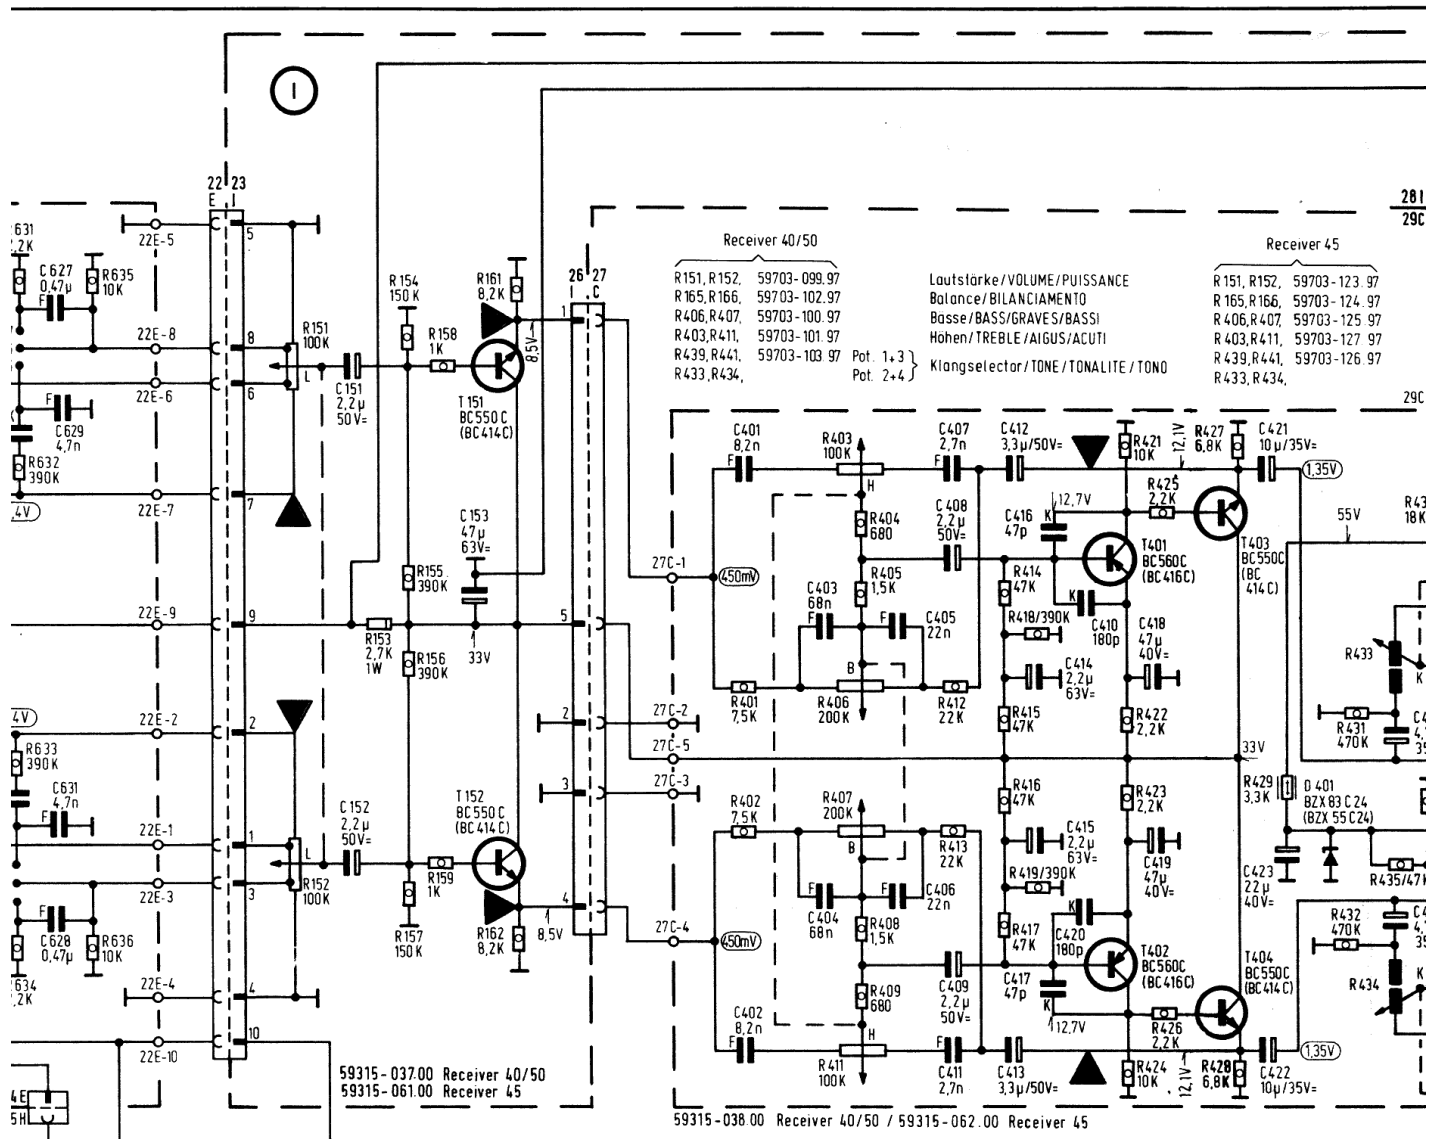 I
22 23
E I
22E-5
5
631
2,2K
C 627
0,47µ
F
R635
10K
22E-8
8
R151
100K
L
22E-6
6
F
C 629
4,7n
R632
390K
22E-7
7
4V
22E-9
9
4V
22E-2
2
R633
390K
C631
4,7n
F
22E-1
1
22E-3
3
R152
100K
L
F
C 628
0,47µ
R636
10K
634
2,2K
22E-4
4
22E-10
10
4E
5H
C151
2,2µ
50V=
R154
150K
R158
1K
R161
8,2K
8,5V
T151
BC550C
(BC414C)
C153
47µ
63V=
R155
390K
R153
2,7K
1W
33V
R156
390K
C152
2,2µ
50V=
T152
BC550C
(BC414C)
R159
1K
R157
150K
R162
8,2K
8,5V
26 27
I C
1
5
2
3
4
59315-037.00 Receiver 40/50
59315-061.00 Receiver 45
281
29C
Receiver 40/50
R151, R152, 59703-099.97
R165, R166, 59703-102.97
R406, R407, 59703-100.97
R403, R411, 59703-101.97
R439, R441, 59703-103.97 Pot. 1+3
R433, R434, Pot. 2+4
Lautstärke/VOLUME/PUISSANCE
Balance/BILANCIAMENTO
Bässe/BASS/GRAVES/BASSI
Höhen/TREBLE/AIGUS/ACUTI
Klangselector/TONE/TONALITE/TONO
Receiver 45
R151, R152, 59703-123.97
R165, R166, 59703-124.97
R406, R407, 59703-125.97
R403, R411, 59703-127.97
R439, R441, 59703-126.97
R433, R434,
29C
27C-1
450mV
27C-2
27C-5
27C-3
27C-4
450mV
C401
8,2n
F
R403
100K
H
C407
2,7n
F
C412
3,3µ/50V=
R421
10K
12,1V
R427
6,8K
C421
10µ/35V=
1,35V
R404
680
C408
2,2µ
50V=
C416
47p
K
12,7V
R425
2,2K
T401
BC560C
(BC416C)
T403
BC550C
(BC
414C)
55V
R43
18K
R405
1,5K
C403
68n
F
F
C405
22n
R414
47K
R418/390K
K
C410
180p
C418
47µ
40V=
C414
2,2µ
63V=
B
R401
7,5K
R406
200K
R412
22K
R415
47K
R422
2,2K
R433
K
R431
470K
33V
R402
7,5K
R407
200K
B
R413
22K
R416
47K
R423
2,2K
R429
3,3K
D401
BZX83C24
(BZX 55C24)
C415
2,2µ
63V=
C419
47µ
40V=
R419/390K
F
C404
68n
F
C406
22n
R408
1,5K
R417
47K
K
C420
180p
C423
22µ
40V=
R435/47K
R432
470K
R434
K
R409
680
C409
2,2µ
50V=
C417
47p
K
12,7V
T402
BC560C
(BC416C)
T404
BC550C
(BC414C)
R426
2,2K
C402
8,2n
F
H
R411
100K
F
C411
2,7n
C413
3,3µ/50V=
R424
10K
12,1V
R428
6,8K
C422
10µ/35V=
1,35V
59315-038.00 Receiver 40/50 / 59315-062.00 Receiver 45